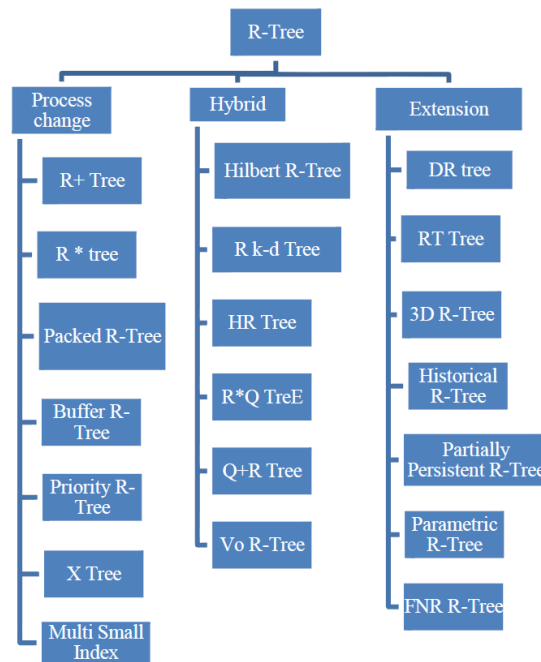 R-Tree
Process
change
R+ Tree
R * tree
Packed R-Tree
Buffer R-
Tree
Priority R-
Tree
X Tree
Multi Small
Index
Hybrid
Hilbert R-Tree
R k-d Tree
HR Tree
R*Q TreE
Q+R Tree
Vo R-Tree
Extension
DR tree
RT Tree
3D R-Tree
Historical
R-Tree
Partially
Persistent R-Tree
Parametric
R-Tree
FNR R-Tree